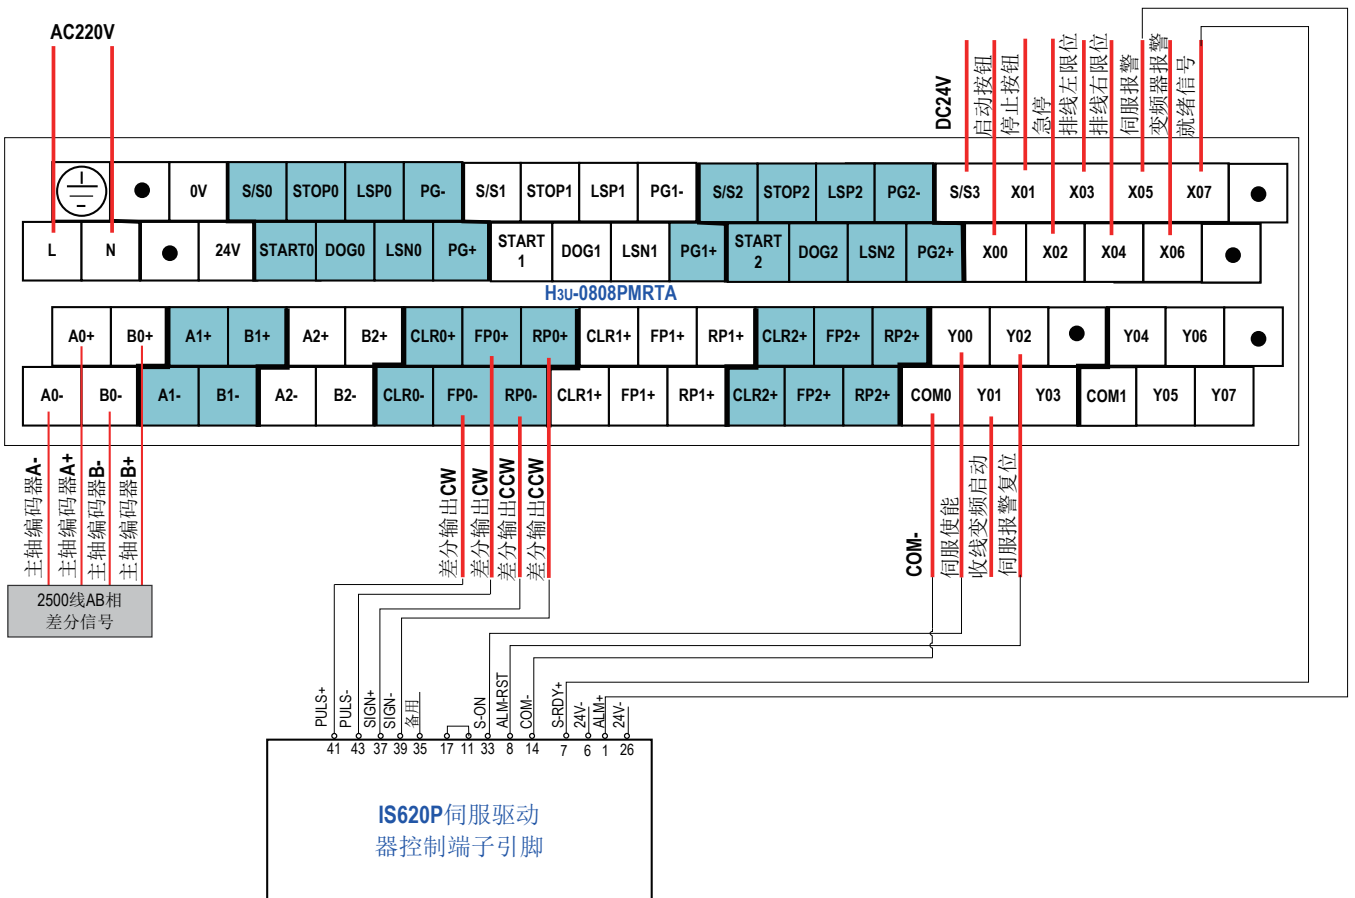 AC220V
DC24V
启动按钮
停止按钮
急停
排线左限位
排线右限位
伺服报警
变频器报警
就绪信号
0V S/S0 STOP0 LSP0 PG- S/S1 STOP1 LSP1 PG1- S/S2 STOP2 LSP2 PG2- S/S3 X01 X03 X05 X07
L N 24V START0 DOG0 LSN0 PG+ START 1 DOG1 LSN1 PG1+ START 2 DOG2 LSN2 PG2+ X00 X02 X04 X06
H3U-0808PMRTA
A0+ B0+ A1+ B1+ A2+ B2+ CLR0+ FP0+ RP0+ CLR1+ FP1+ RP1+ CLR2+ FP2+ RP2+ Y00 Y02 Y04 Y06
A0- B0- A1- B1- A2- B2- CLR0- FP0- RP0- CLR1+ FP1+ RP1+ CLR2+ FP2+ RP2+ COM0 Y01 Y03 COM1 Y05 Y07
主轴编码器A-
主轴编码器A+
主轴编码器B-
主轴编码器B+
差分输出CW
差分输出CW
差分输出CCW
差分输出CCW
COM-
伺服使能
收线变频启动
伺服报警复位
2500线AB相
差分信号
PULS+
PULS-
SIGN+
SIGN-
备用
S-ON
ALM-RST
COM-
S-RDY+
24V-
ALM+
24V-
41 43 37 39 35 17 11 33 8 14 7 6 1 26
IS620P伺服驱动
器控制端子引脚